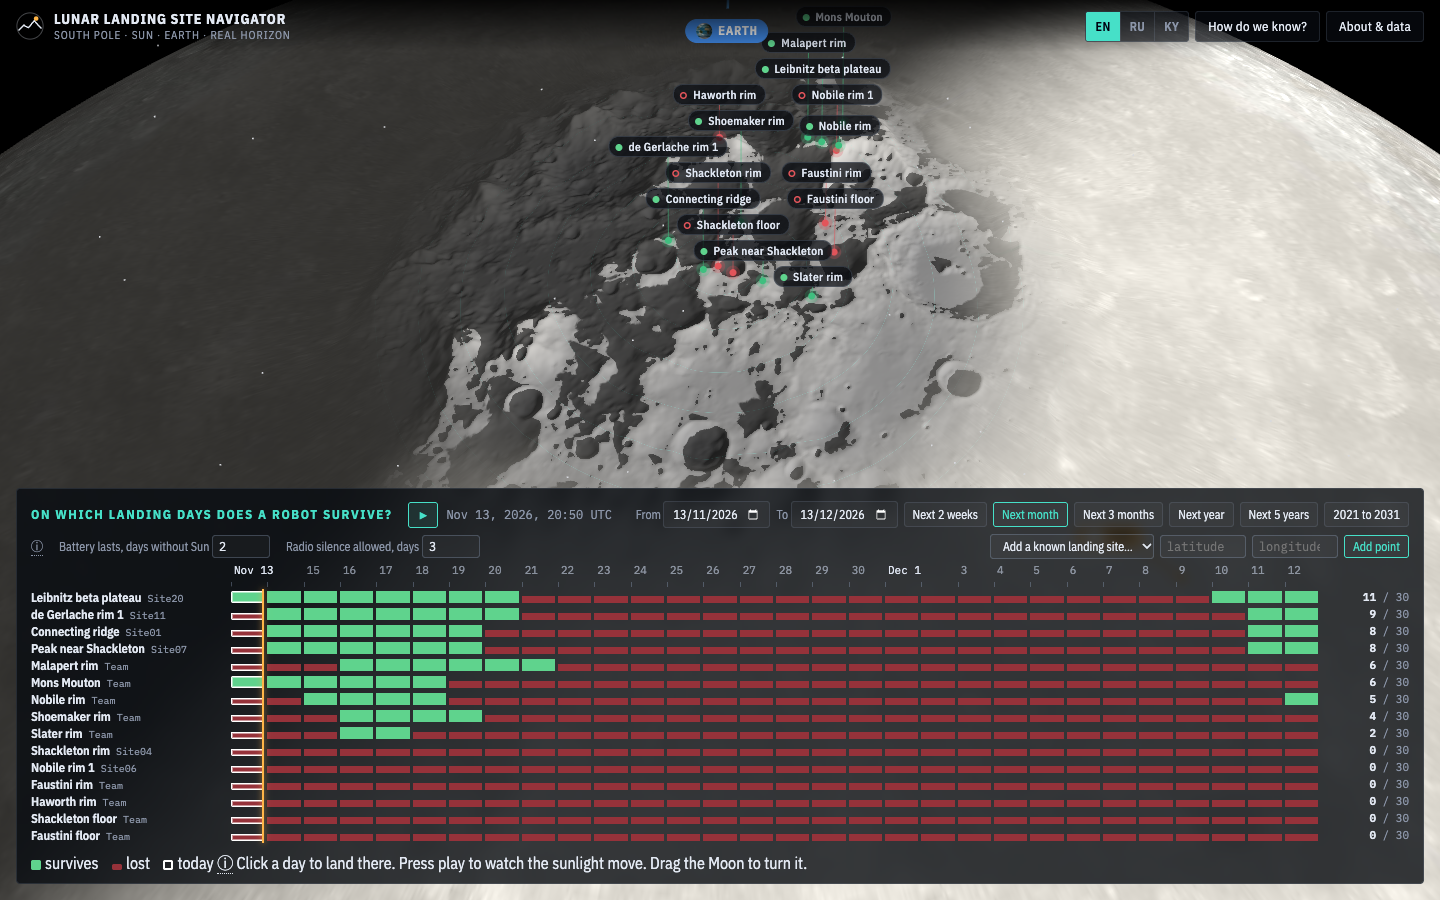 LUNAR LANDING SITE NAVIGATOR
SOUTH POLE · SUN · EARTH · REAL HORIZON
EN RU KY How do we know? About & data
EARTH
Mons Mouton
Malapert rim
Leibnitz beta plateau
Haworth rim
Nobile rim 1
Shoemaker rim
Nobile rim
de Gerlache rim 1
Shackleton rim
Faustini rim
Connecting ridge
Faustini floor
Shackleton floor
Peak near Shackleton
Slater rim
ON WHICH LANDING DAYS DOES A ROBOT SURVIVE? Nov 13, 2026, 20:50 UTC From 13/11/2026 To 13/12/2026 Next 2 weeks Next month Next 3 months Next year Next 5 years 2021 to 2031
Battery lasts, days without Sun 2 Radio silence allowed, days 3 Add a known landing site... latitude longitude Add point
Nov 13 15 16 17 18 19 20 21 22 23 24 25 26 27 28 29 30 Dec 1 3 4 5 6 7 8 9 10 11 12
Leibnitz beta plateau Site20 11 / 30
de Gerlache rim 1 Site11 9 / 30
Connecting ridge Site01 8 / 30
Peak near Shackleton Site07 8 / 30
Malapert rim Team 6 / 30
Mons Mouton Team 6 / 30
Nobile rim Team 5 / 30
Shoemaker rim Team 4 / 30
Slater rim Team 2 / 30
Shackleton rim Site04 0 / 30
Nobile rim 1 Site06 0 / 30
Faustini rim Team 0 / 30
Haworth rim Team 0 / 30
Shackleton floor Team 0 / 30
Faustini floor Team 0 / 30
survives lost today ⓘ Click a day to land there. Press play to watch the sunlight move. Drag the Moon to turn it.